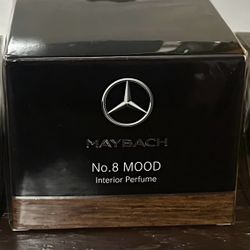 MAYBACH
No.8 MOOD
Interior Perfume